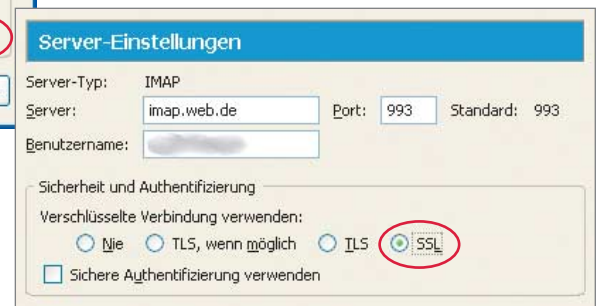 Server-Einstellungen
Server-Typ: IMAP
Server: imap.web.de Port: 993 Standard: 993
Benutzername:
Sicherheit und Authentifizierung
Verschlüsselte Verbindung verwenden:
Nie TLS, wenn möglich TLS SSL
Sichere Authentifizierung verwenden